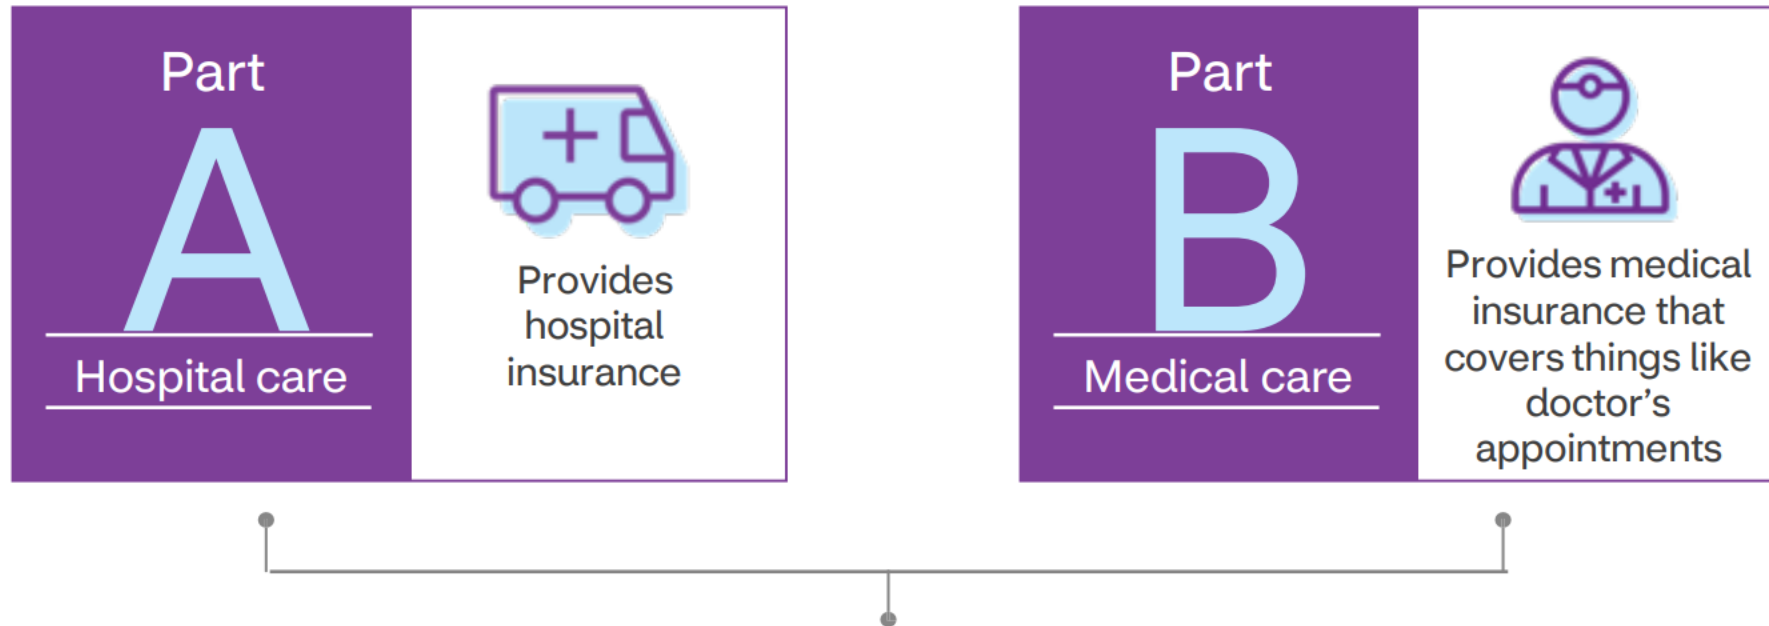 Part
A
Hospital care
Provides
hospital
insurance
Part
B
Medical care
Provides medical
insurance that
covers things like
doctor’s
appointments